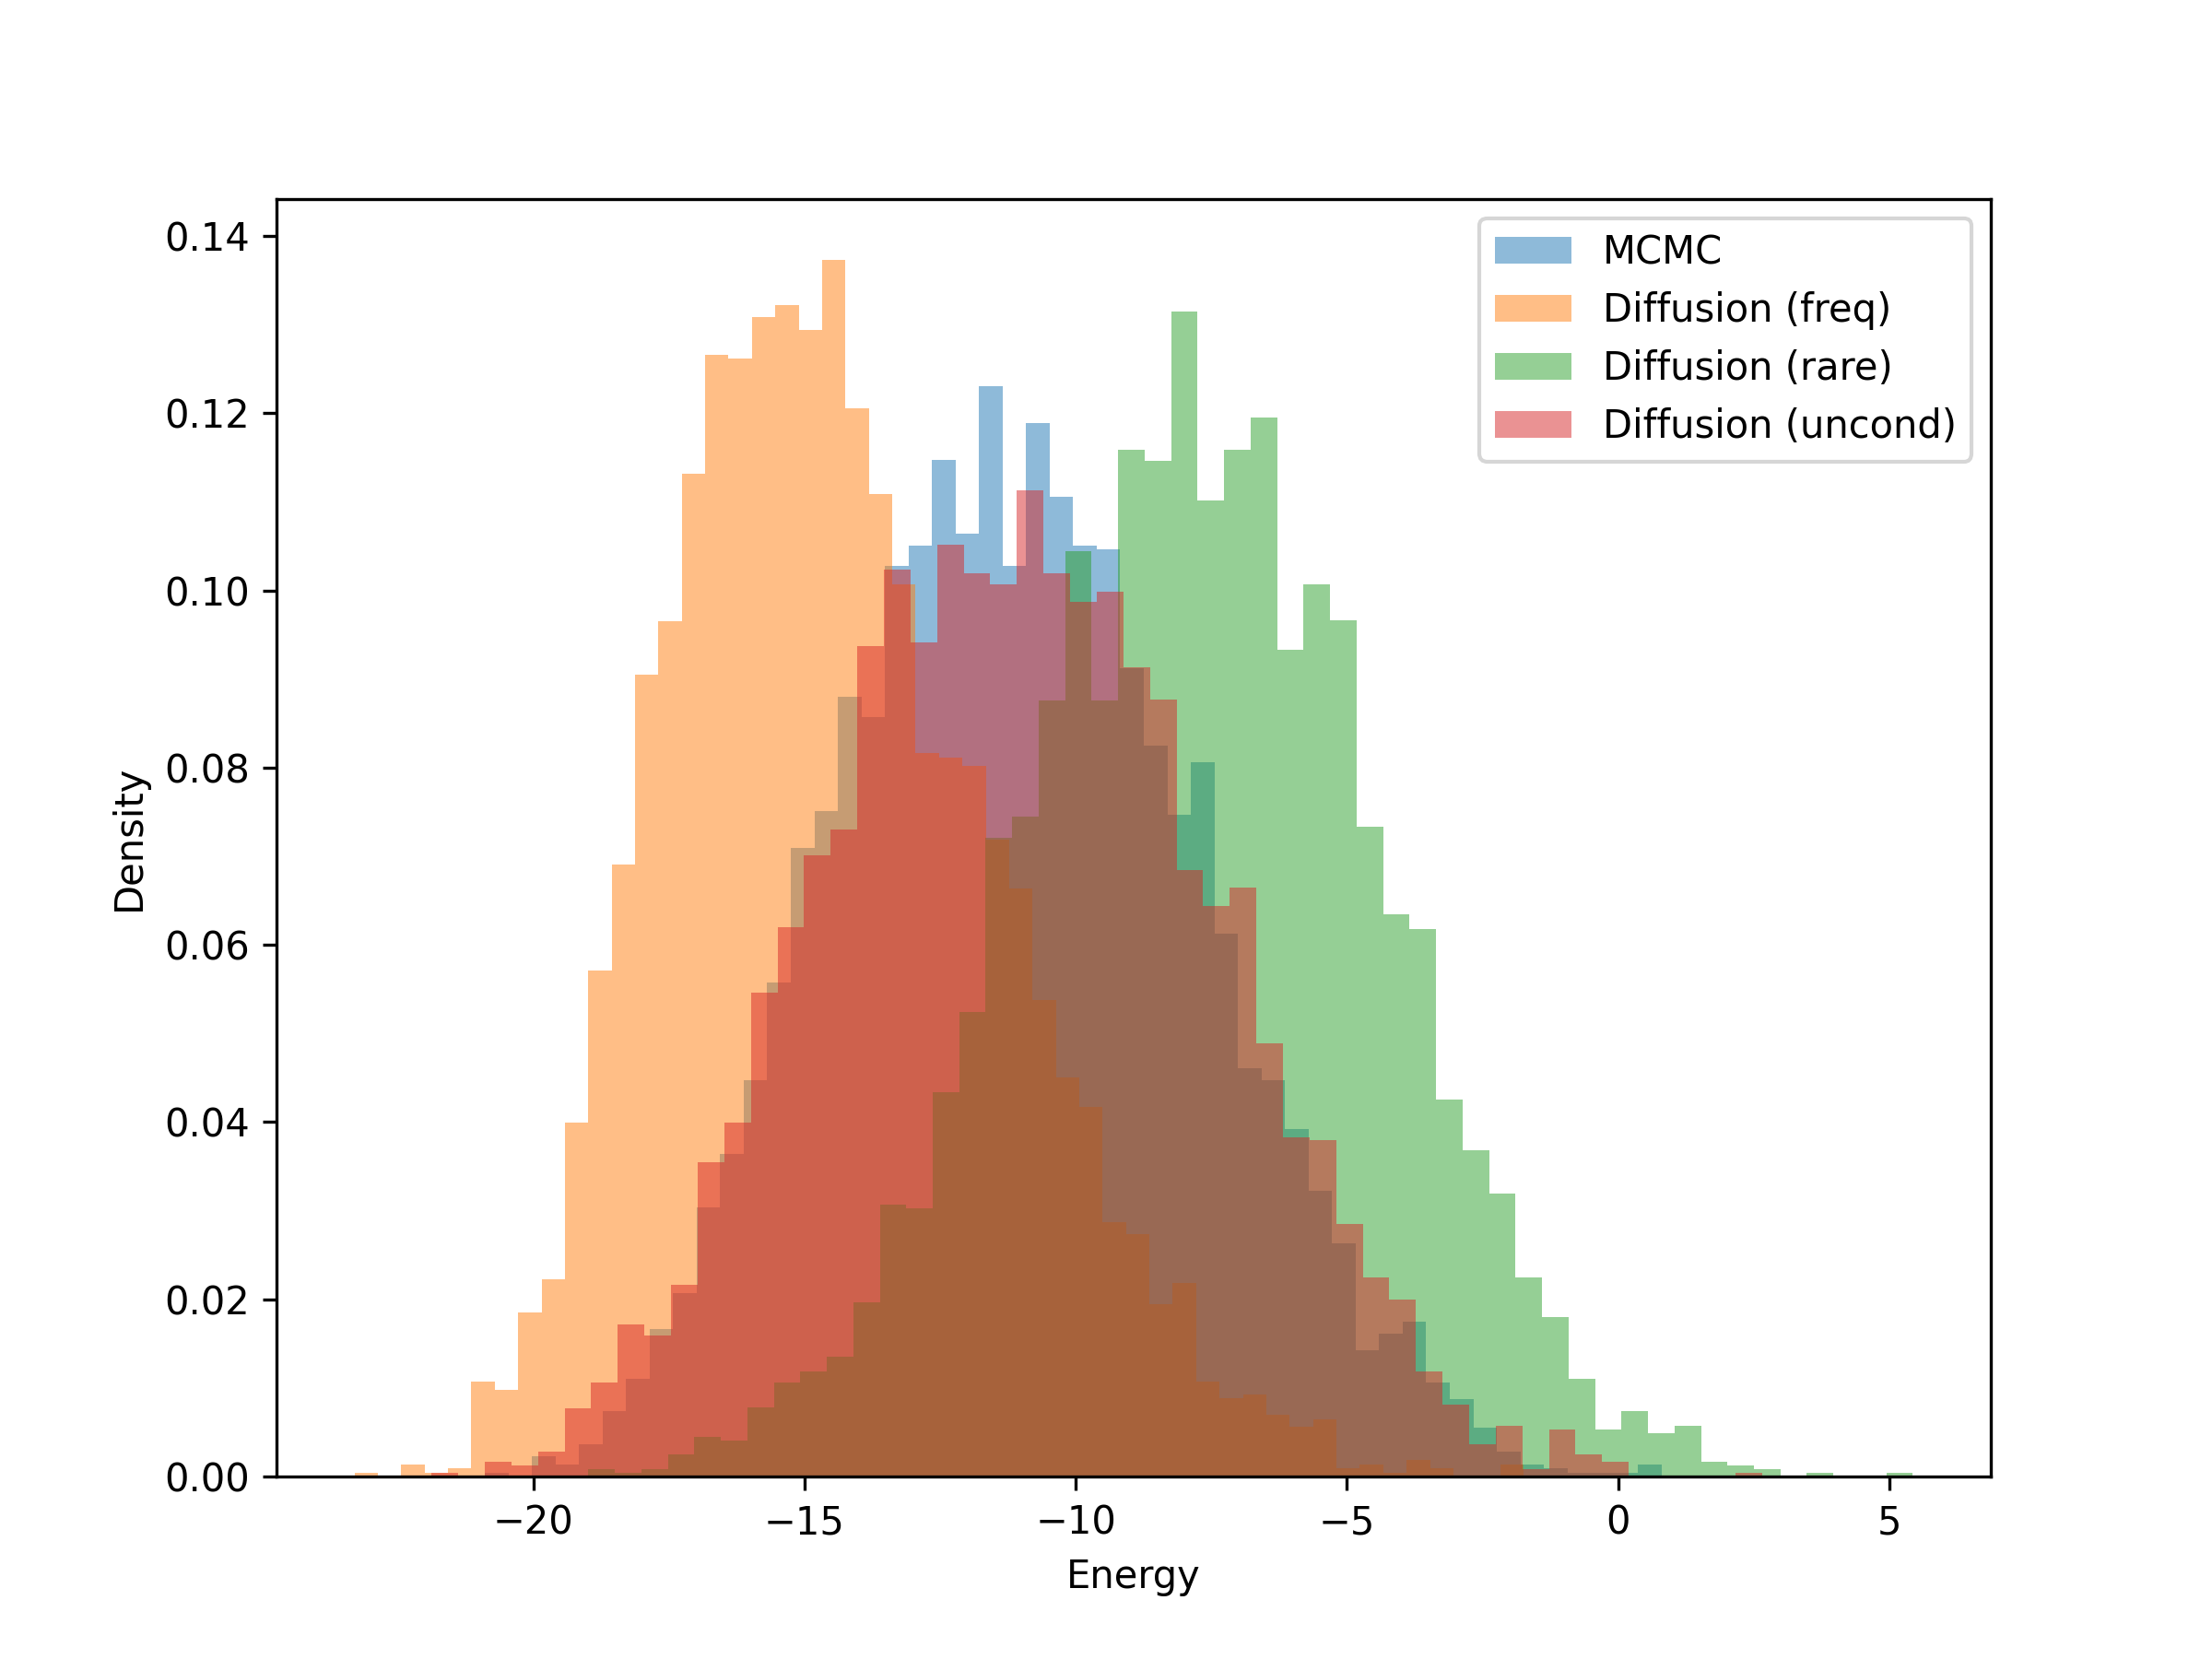 MCMC
Diffusion (freq)
Diffusion (rare)
Diffusion (uncond)
0.14
0.12
0.10
0.08
0.06
0.04
0.02
0.00
Density
−20 −15 −10 −5 0 5
Energy